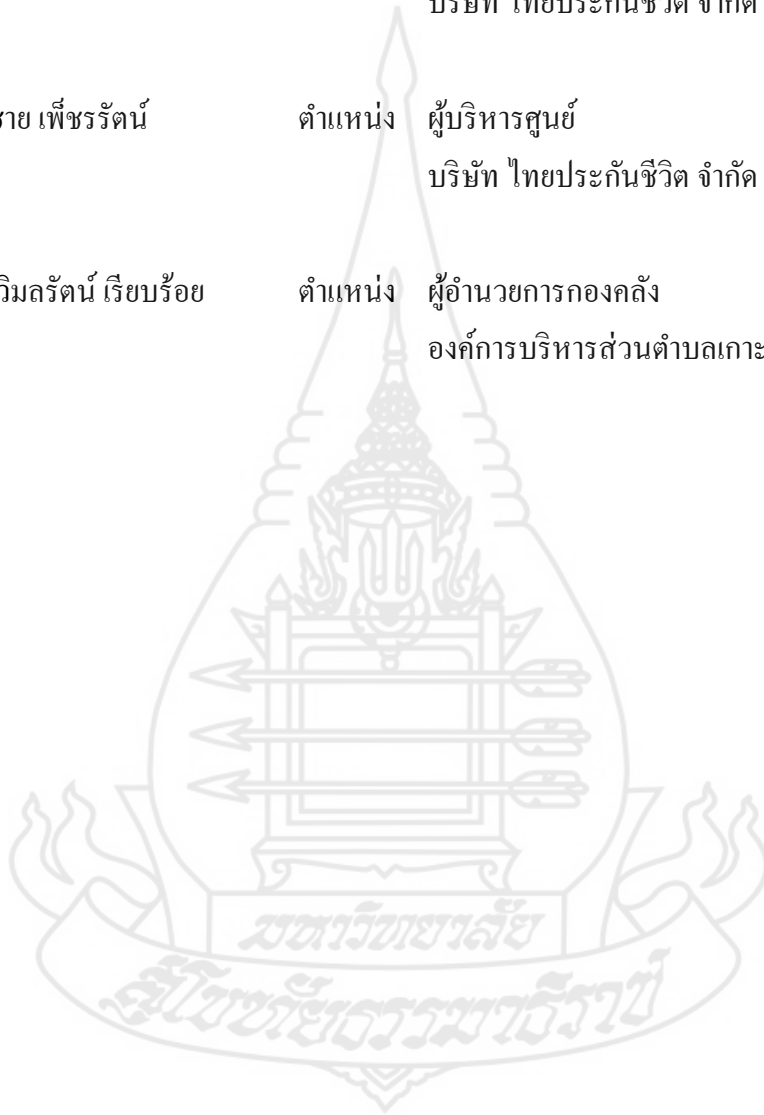 บริษัท ไทยประกันชีวิต จำกัด
ชาย เพ็ชรรัตน์ ตำแหน่ง ผู้บริหารศูนย์
บริษัท ไทยประกันชีวิต จำกัด
วิมลรัตน์ เรียบร้อย ตำแหน่ง ผู้อำนวยการกองคลัง
องค์การบริหารส่วนตำบลเกาะ
มหาวิทยาลัย
สุโขทัยธรรมาธิราช